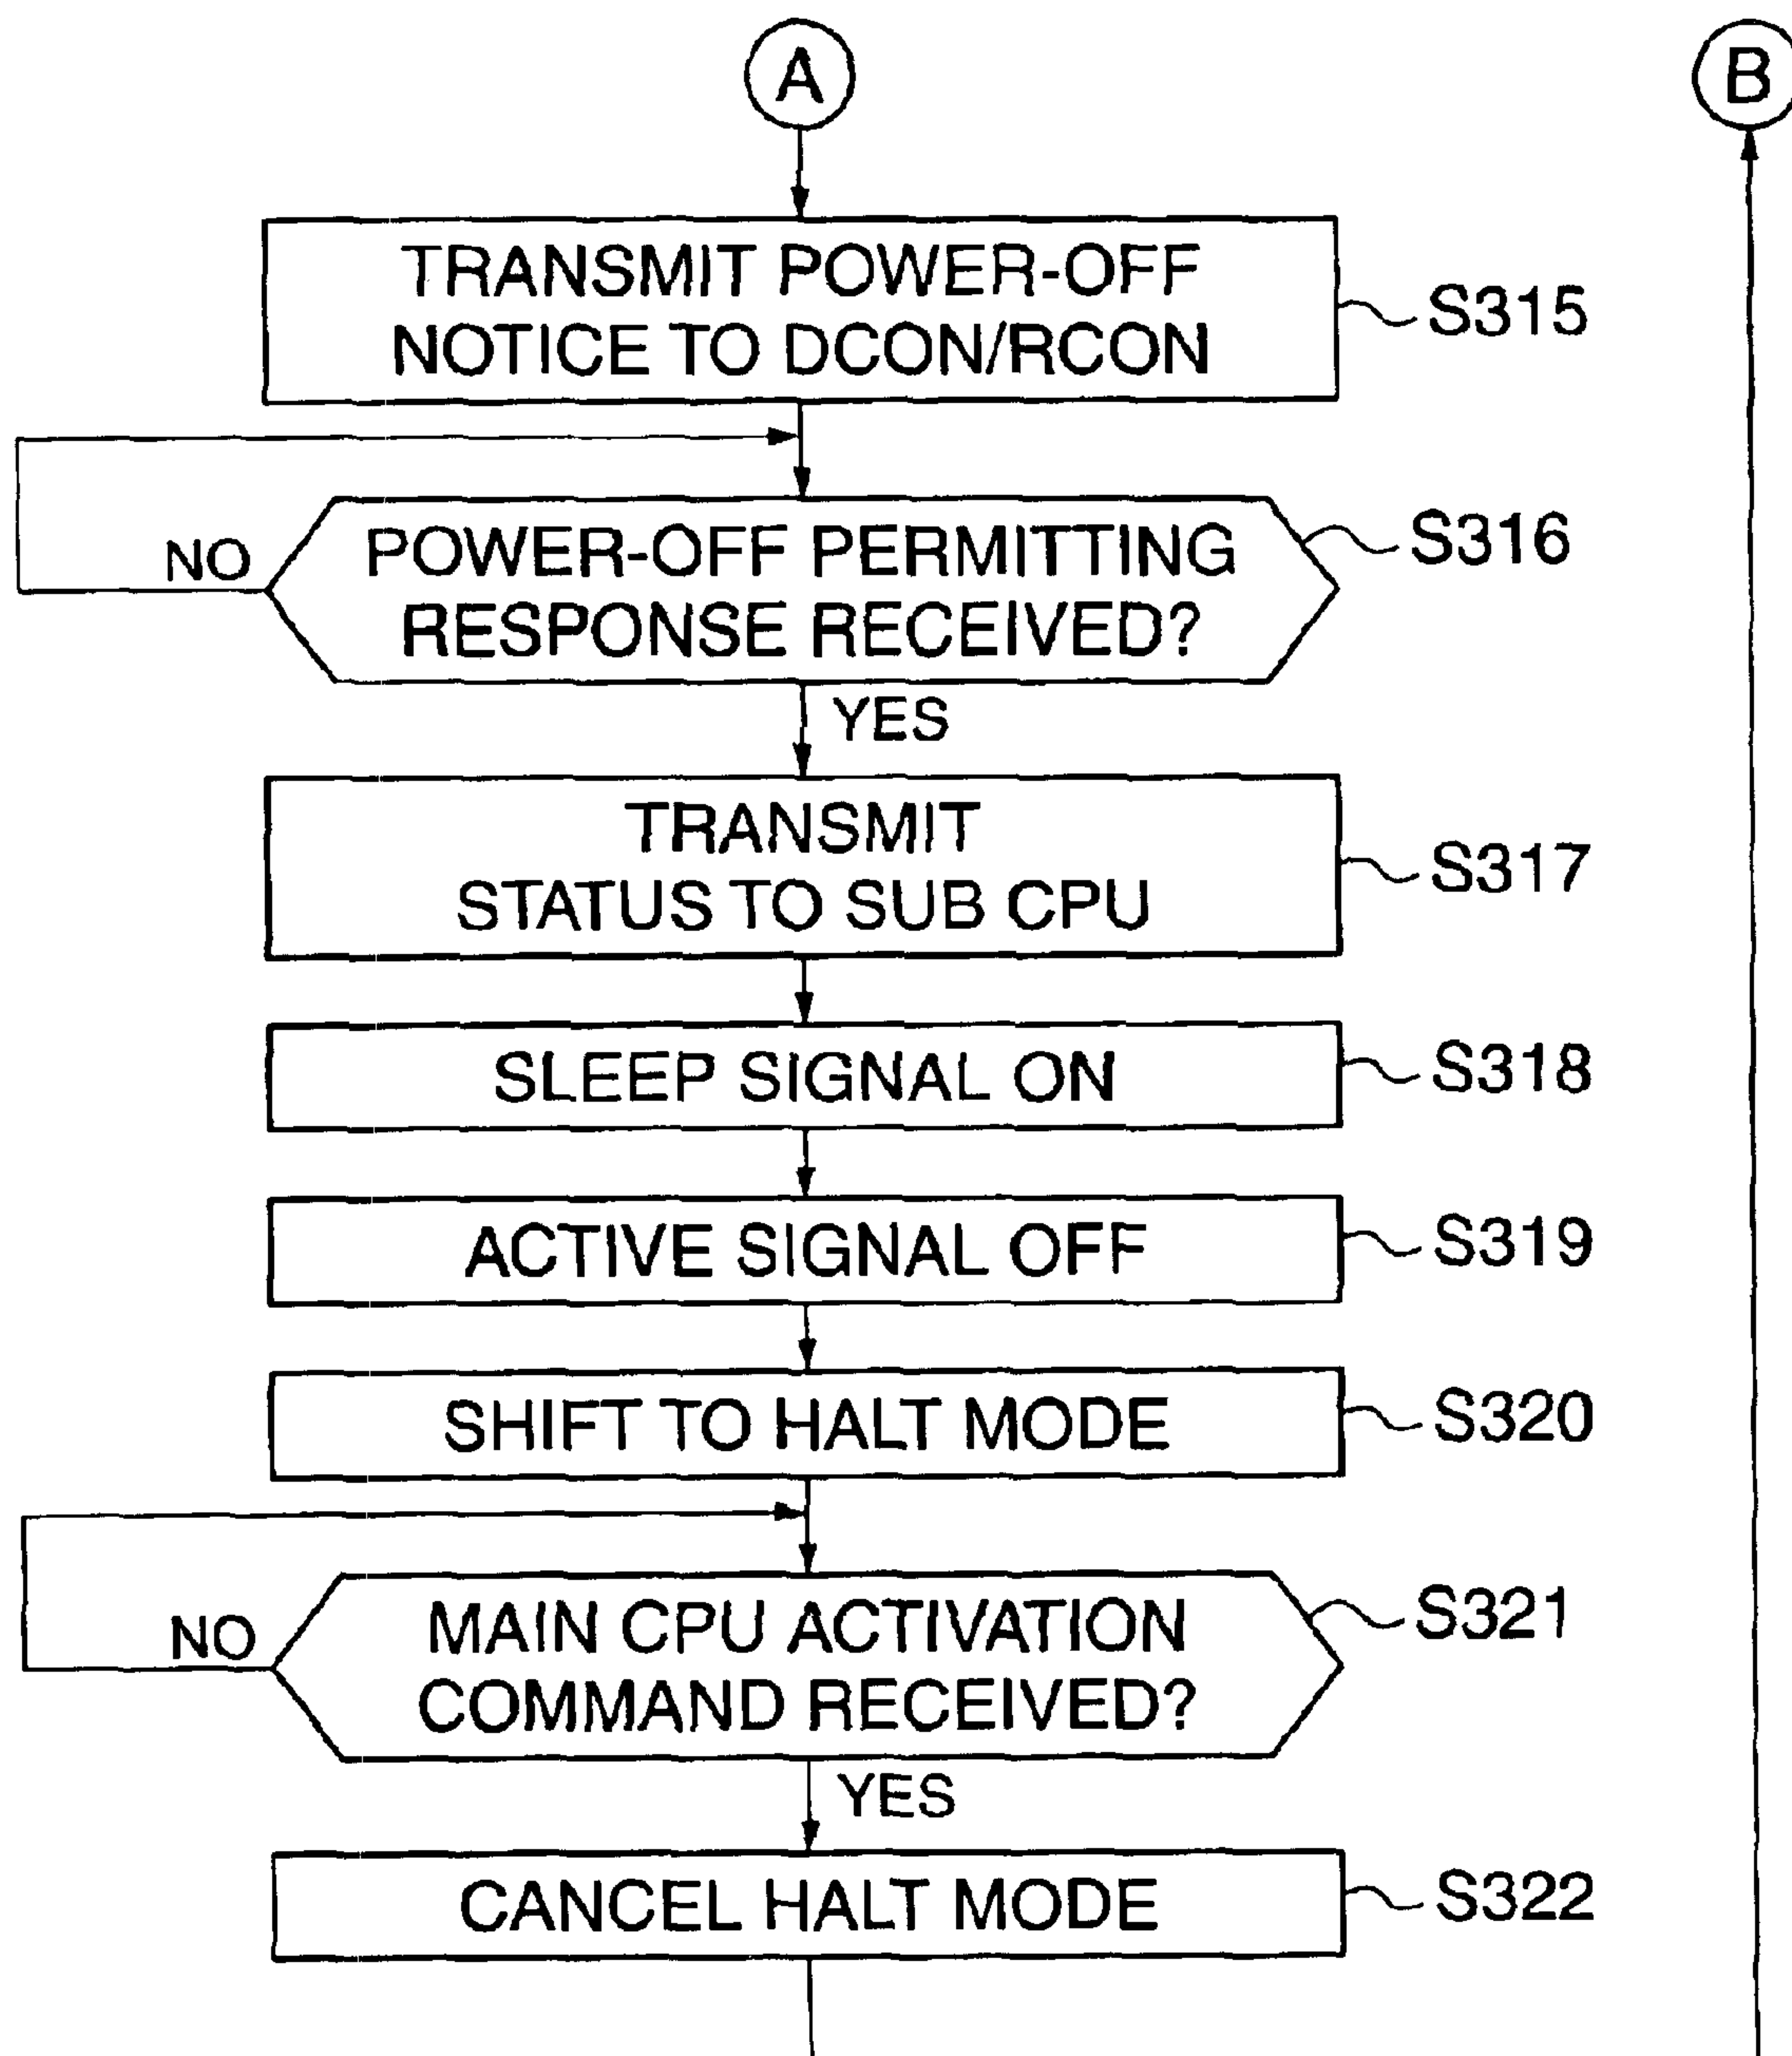 A
B
TRANSMIT POWER-OFF
NOTICE TO DCON/RCON
S315
NO
POWER-OFF PERMITTING
RESPONSE RECEIVED?
S316
YES
TRANSMIT
STATUS TO SUB CPU
S317
SLEEP SIGNAL ON
S318
ACTIVE SIGNAL OFF
S319
SHIFT TO HALT MODE
S320
NO
MAIN CPU ACTIVATION
COMMAND RECEIVED?
S321
YES
CANCEL HALT MODE
S322